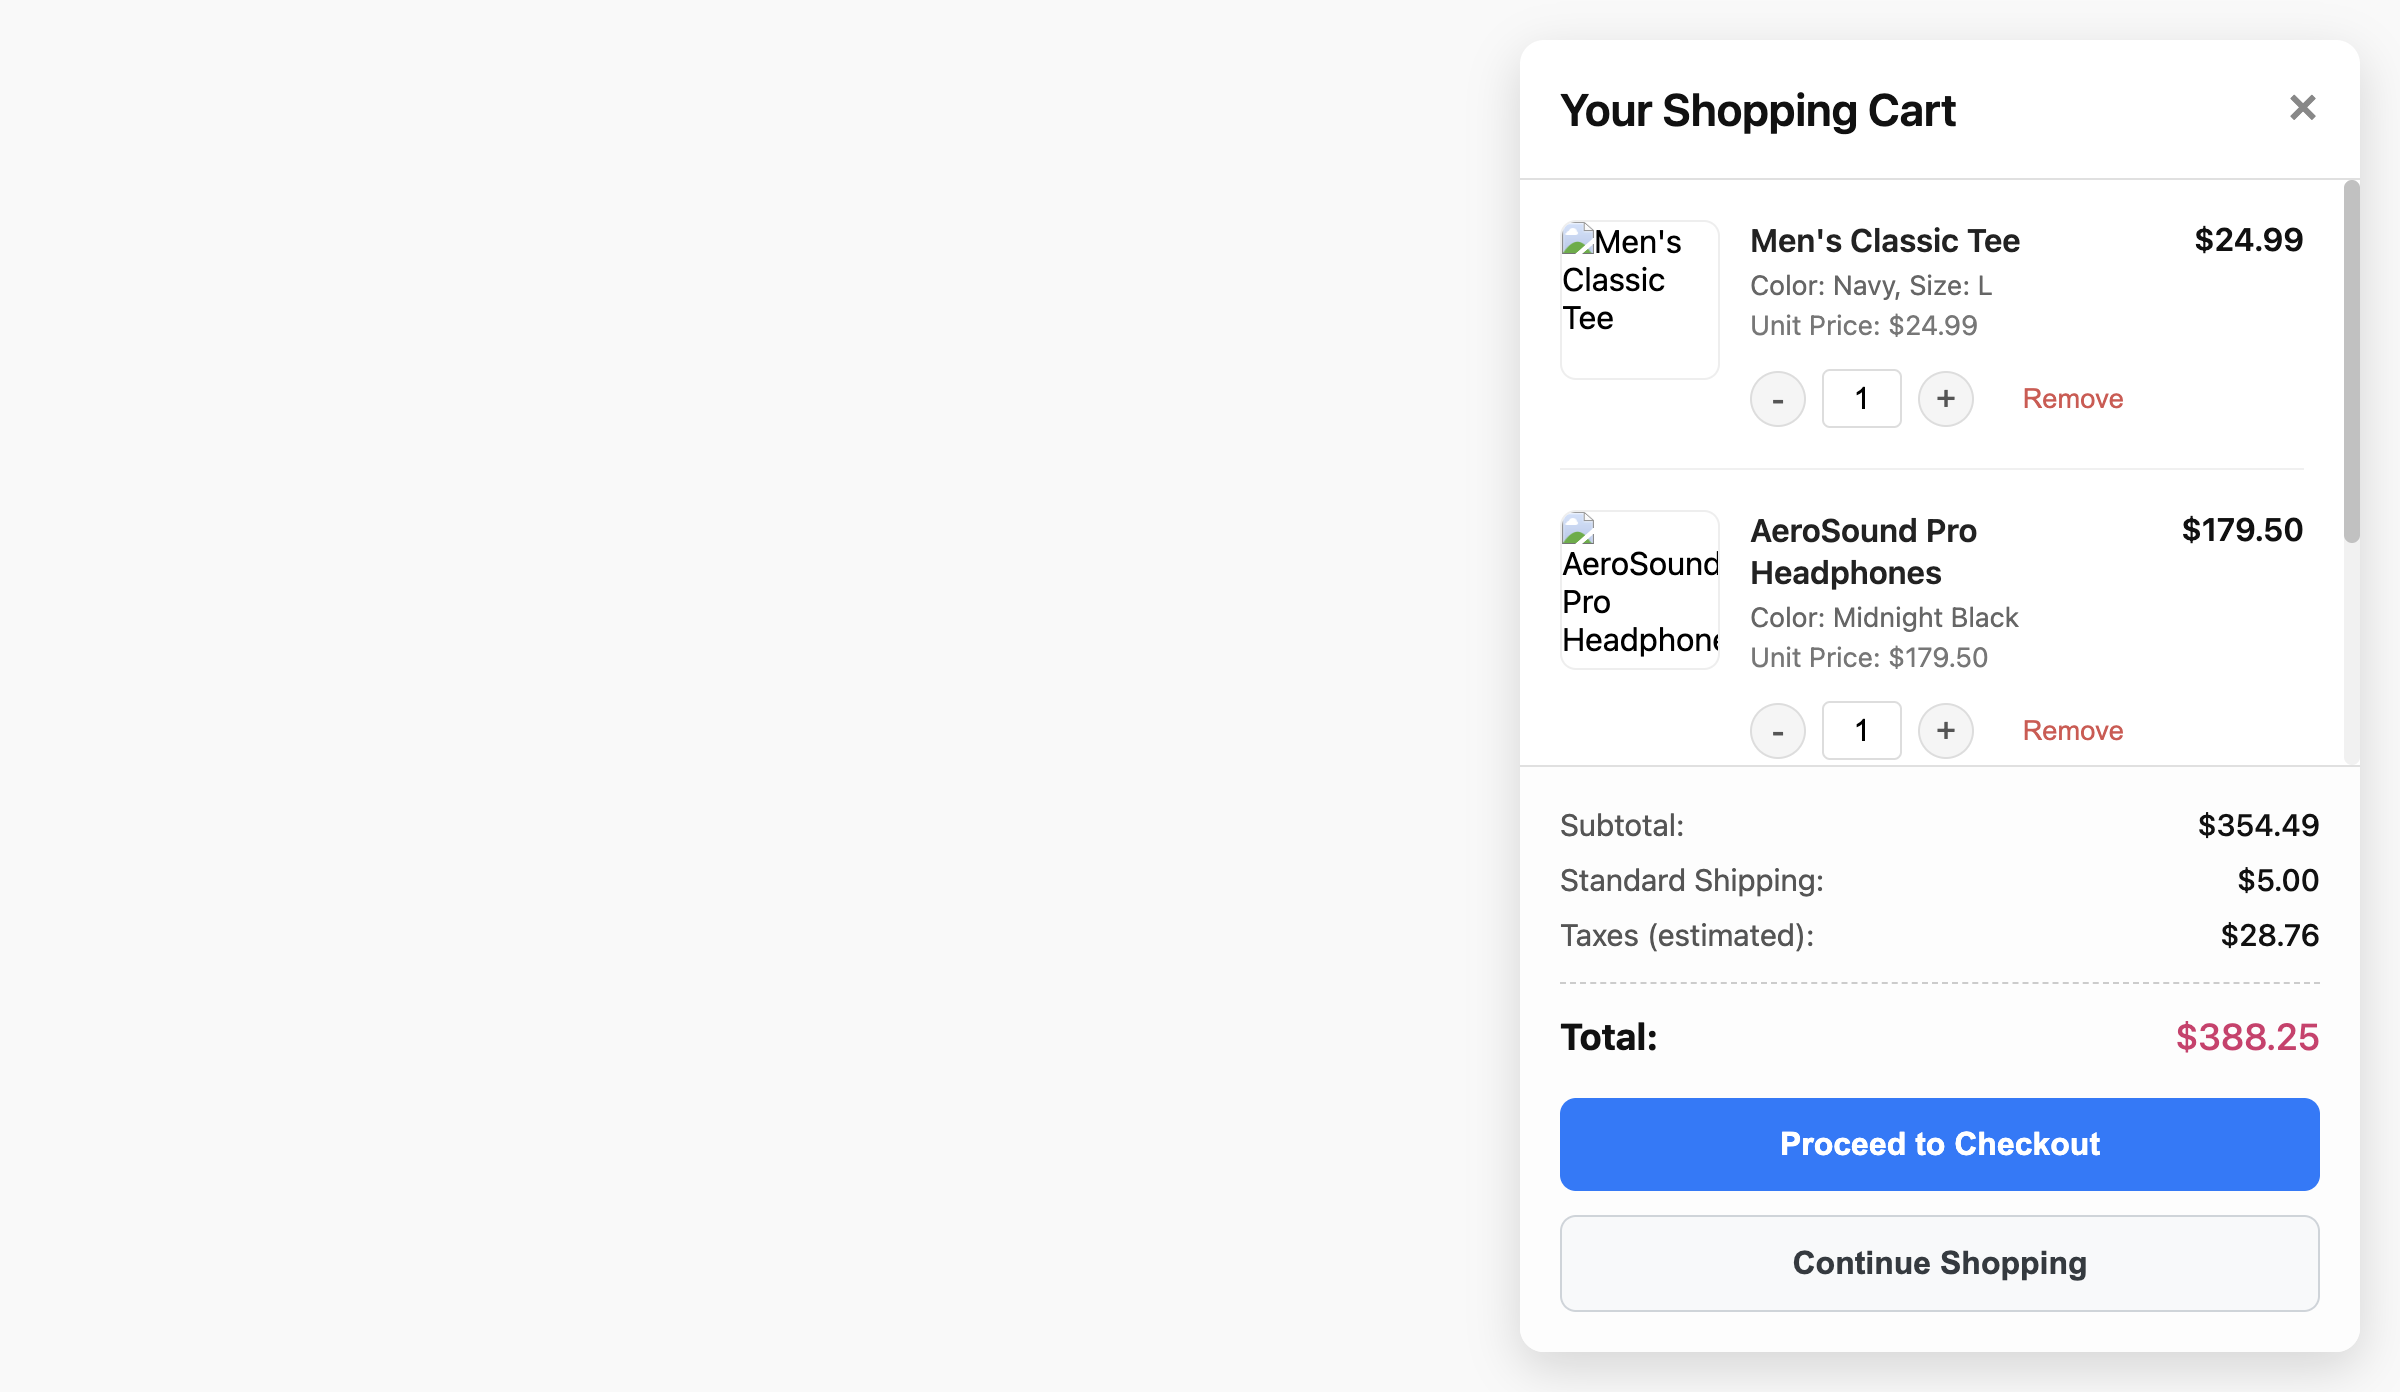 Your Shopping Cart ×
Men's
Classic
Tee
Men's Classic Tee $24.99
Color: Navy, Size: L
Unit Price: $24.99
- 1 + Remove
AeroSound
Pro
Headphone
AeroSound Pro $179.50
Headphones
Color: Midnight Black
Unit Price: $179.50
- 1 + Remove
Subtotal: $354.49
Standard Shipping: $5.00
Taxes (estimated): $28.76
Total: $388.25
Proceed to Checkout
Continue Shopping